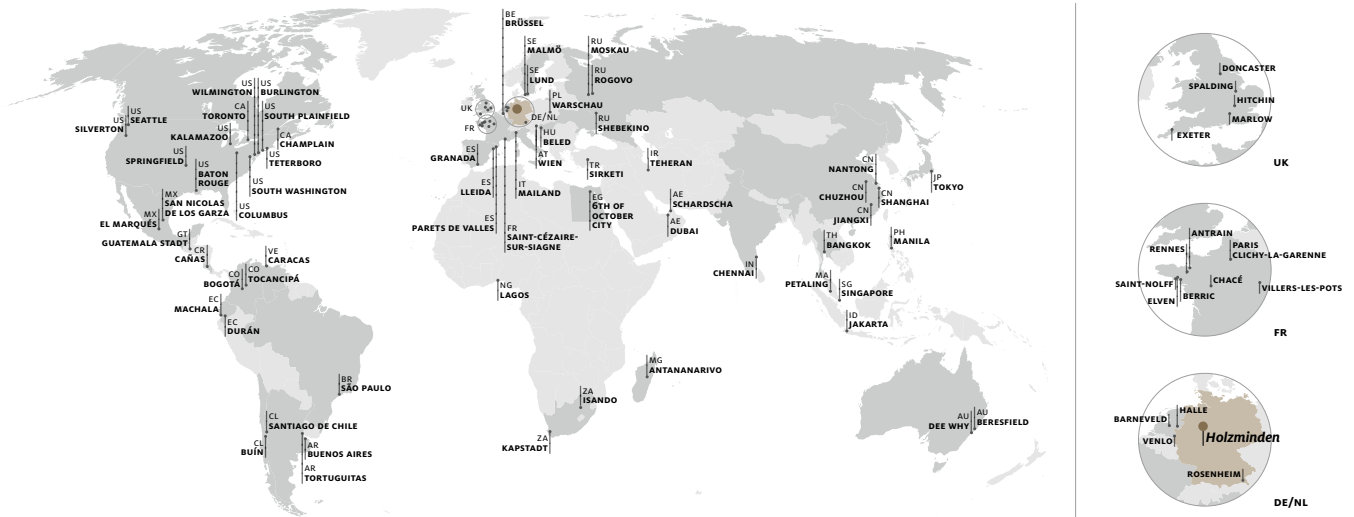 BE
BRÜSSEL
SE
MALMÖ
RU
MOSKAU
SE
LUND
RU
ROGOVO
PL
WARSCHAU
UK
DE/NL
RU
SHEBEKINO
FR
HU
BELED
AT
WIEN
ES
GRANADA
TR
SIRKETI
IR
TEHERAN
ES
LLEIDA
IT
MAILAND
EG
6TH OF
OCTOBER
CITY
AE
SCHARDSCHA
AE
DUBAI
ES
PARETS DE VALLES
FR
SAINT-CÉZAIRE-
SUR-SIAGNE
NG
LAGOS
US
WILMINGTON
US
BURLINGTON
CA
TORONTO
US
SOUTH PLAINFIELD
US
SEATTLE
US
SILVERTON
US
KALAMAZOO
CA
CHAMPLAIN
US
SPRINGFIELD
US
TETERBORO
US
BATON
ROUGE
US
SOUTH WASHINGTON
MX
SAN NICOLAS
DE LOS GARZA
US
COLUMBUS
MX
EL MARQUÉS
GT
GUATEMALA STADT
CR
CAÑAS
VE
CARACAS
CO
BOGOTÁ
CO
TOCANCIPÁ
EC
MACHALA
EC
DURÁN
BR
SÃO PAULO
CL
SANTIAGO DE CHILE
CL
BUÍN
AR
BUENOS AIRES
AR
TORTUGUITAS
MG
ANTANANARIVO
ZA
ISANDO
ZA
KAPSTADT
CN
NANTONG
JP
TOKYO
CN
CHUZHOU
CN
SHANGHAI
CN
JIANGXI
TH
BANGKOK
PH
MANILA
IN
CHENNAI
MA
PETALING
SG
SINGAPORE
ID
JAKARTA
AU
DEE WHY
AU
BERESFIELD
DONCASTER
SPALDING
HITCHIN
MARLOW
EXETER
UK
ANTRAIN
RENNES
PARIS
CLICHY-LA-GARENNE
SAINT-NOLFF
CHACÉ
VILLERS-LES-POTS
BERRIC
ELVEN
FR
HALLE
BARNEVELD
Holzminden
VENLO
ROSENHEIM
DE/NL